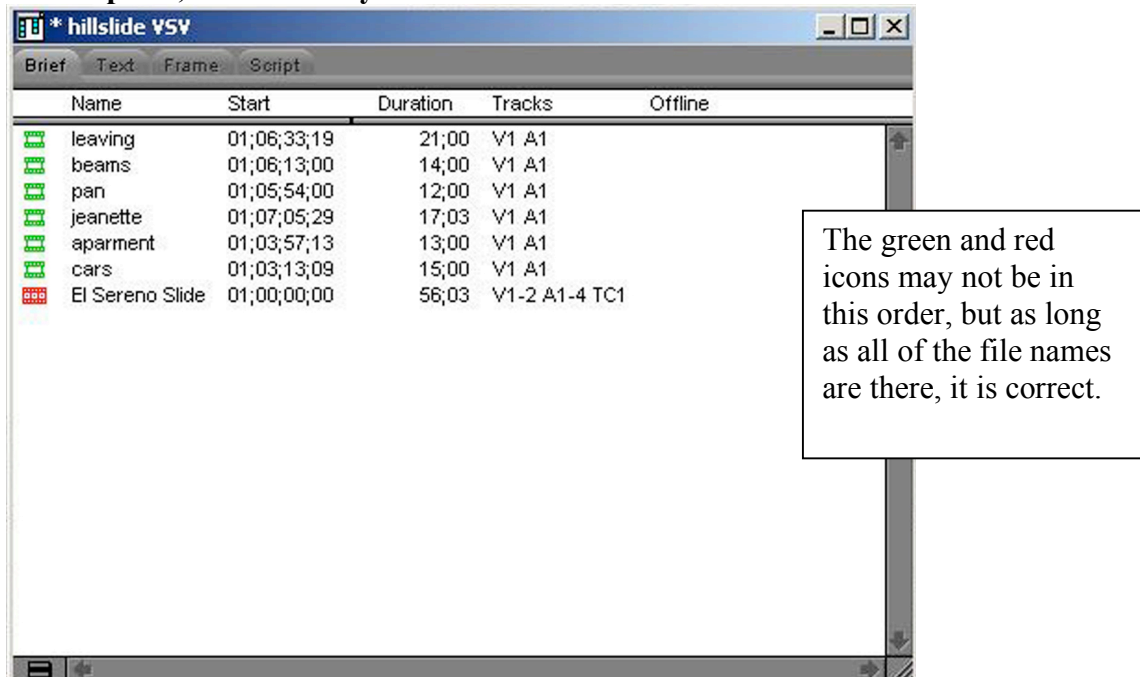 * hillslide VSV
Brief Text Frame Script
Name Start Duration Tracks Offline
leaving 01;06;33;19 21;00 V1 A1
beams 01;06;13;00 14;00 V1 A1
pan 01;05;54;00 12;00 V1 A1
jeanette 01;07;05;29 17;03 V1 A1
aparment 01;03;57;13 13;00 V1 A1
cars 01;03;13;09 15;00 V1 A1
El Sereno Slide 01;00;00;00 56;03 V1-2 A1-4 TC1
The green and red
icons may not be in
this order, but as long
as all of the file names
are there, it is correct.